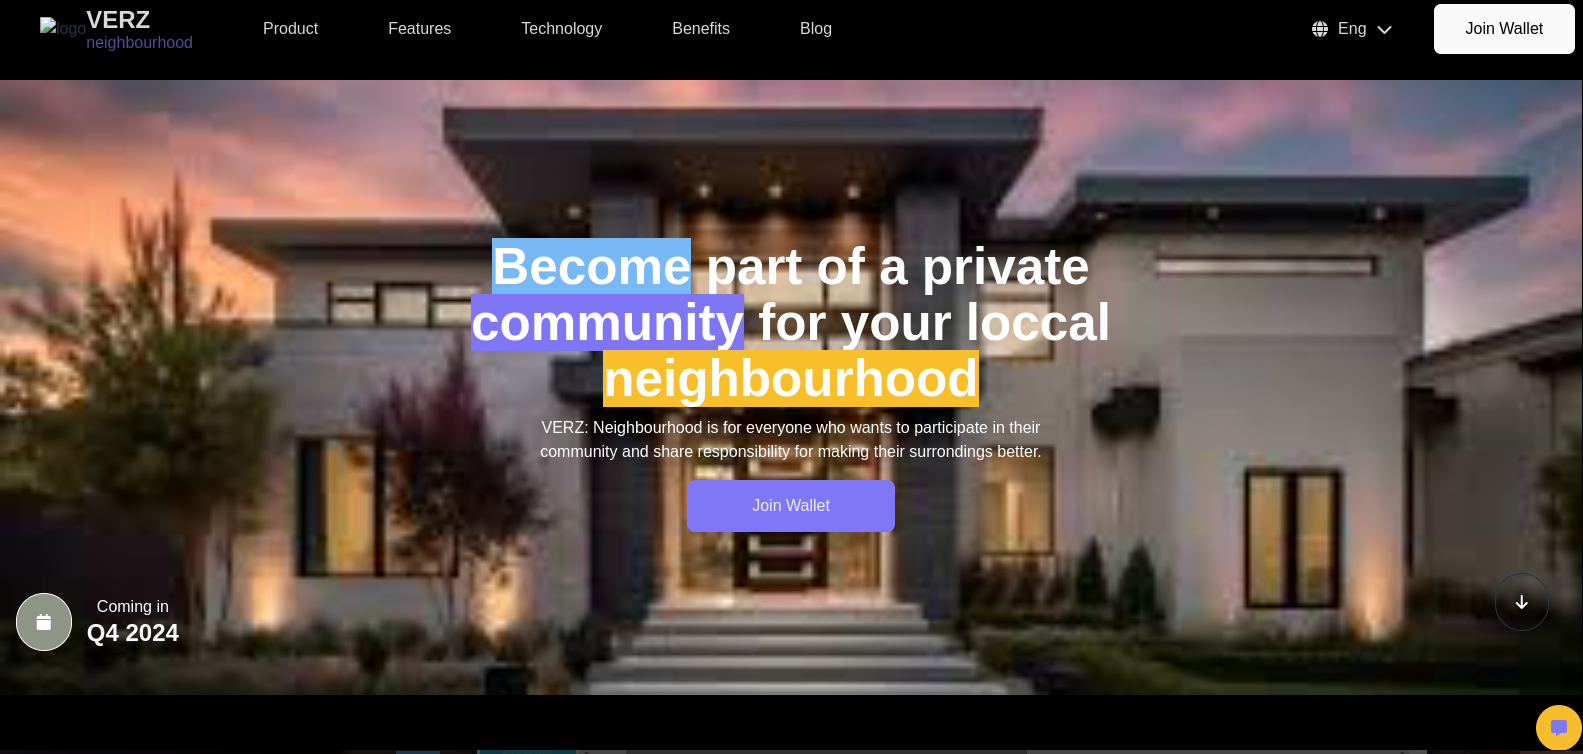 logo
VERZ
neighbourhood
Product
Features
Technology
Benefits
Blog
Eng
Join Wallet
Become part of a private
community for your loccal
neighbourhood
VERZ: Neighbourhood is for everyone who wants to participate in their
community and share responsibility for making their surrondings better.
Join Wallet
Coming in
Q4 2024